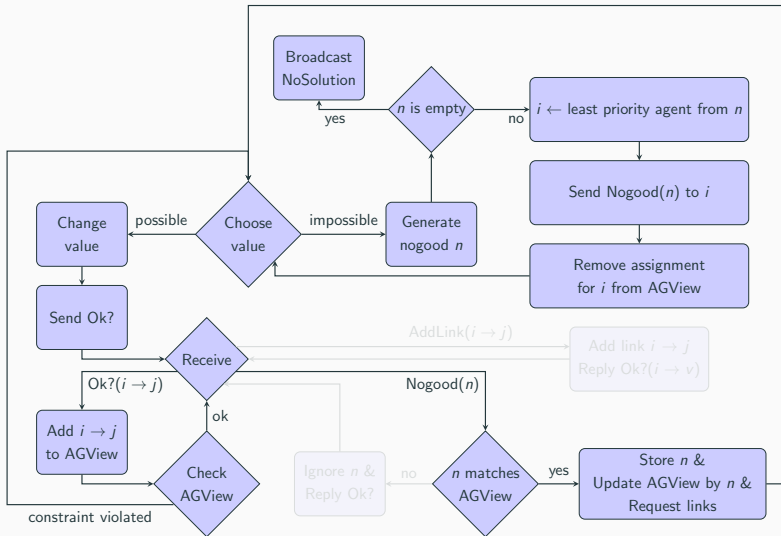 Broadcast
NoSolution
n is empty
i ← least priority agent from n
yes
no
Send Nogood(n) to i
Change
value
possible
Choose
value
impossible
Generate
nogood n
Remove assignment
for i from AGView
Send Ok?
Receive
AddLink(i → j)
Add link i → j
Reply Ok?(i → v)
Ok?(i → j)
Nogood(n)
ok
Add i → j
to AGView
Check
AGView
Ignore n &
Reply Ok?
no
n matches
AGView
yes
Store n &
Update AGView by n &
Request links
constraint violated